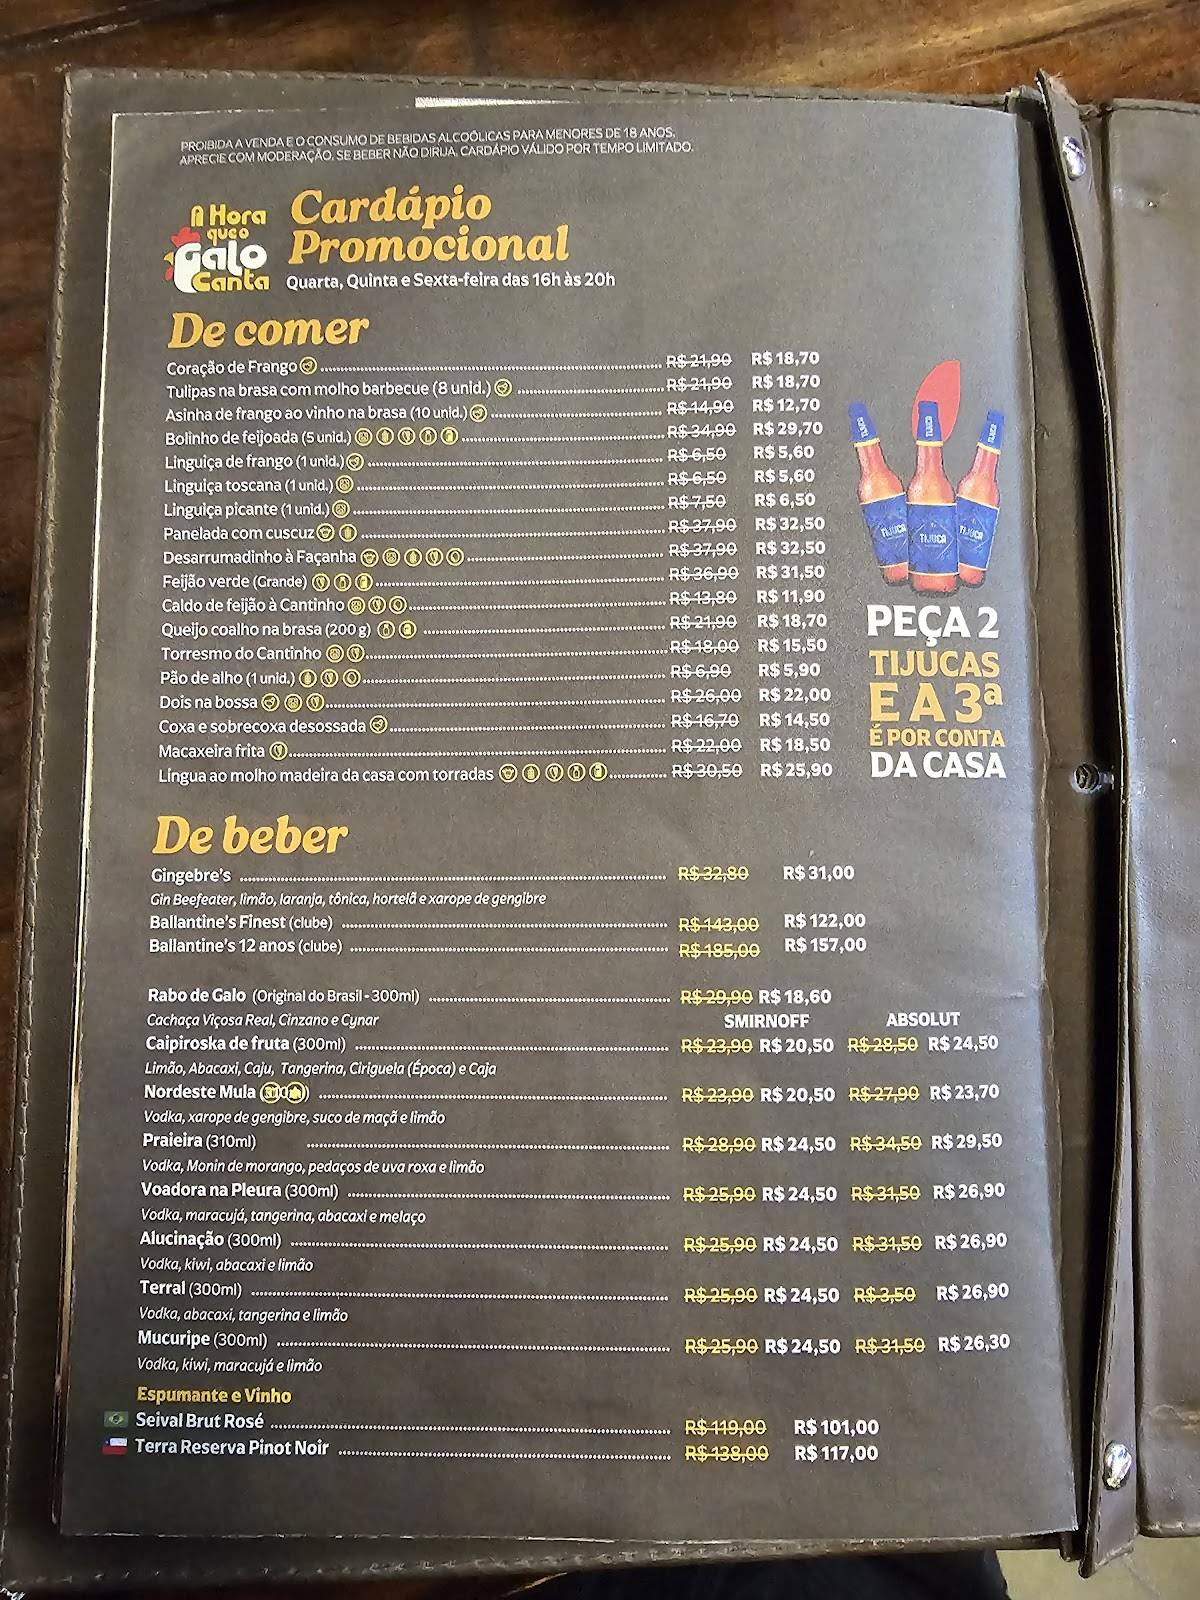 PROIBIDA A VENDA E O CONSUMO DE BEBIDAS ALCOÓLICAS PARA MENORES DE 18 ANOS.
APRECIE COM MODERAÇÃO. SE BEBER NÃO DIRIJA. CARDÁPIO VÁLIDO POR TEMPO LIMITADO.
A Hora
que o
Galo
Canta
Cardápio
Promocional
Quarta, Quinta e Sexta-feira das 16h às 20h
De comer
Coração de Frango R$ 21,90 R$ 18,70
Tulipas na brasa com molho barbecue (8 unid.) R$ 21,90 R$ 18,70
Asinha de frango ao vinho na brasa (10 unid.) R$ 14,90 R$ 12,70
Bolinho de feijoada (5 unid.) R$ 34,90 R$ 29,70
Linguiça de frango (1 unid.) R$ 6,50 R$ 5,60
Linguiça toscana (1 unid.) R$ 6,50 R$ 5,60
Linguiça picante (1 unid.) R$ 7,50 R$ 6,50
Panelada com cuscuz R$ 37,90 R$ 32,50
Desarrumadinho à Façanha R$ 37,90 R$ 32,50
Feijão verde (Grande) R$ 36,90 R$ 31,50
Caldo de feijão à Cantinho R$ 13,80 R$ 11,90
Queijo coalho na brasa (200 g) R$ 21,90 R$ 18,70
Torresmo do Cantinho R$ 18,00 R$ 15,50
Pão de alho (1 unid.) R$ 6,90 R$ 5,90
Dois na bossa R$ 26,00 R$ 22,00
Coxa e sobrecoxa desossada R$ 16,70 R$ 14,50
Macaxeira frita R$ 22,00 R$ 18,50
Língua ao molho madeira da casa com torradas R$ 30,50 R$ 25,90
TIJUCA TIJUCA TIJUCA
TIJUCA TIJUCA TIJUCA
PEÇA 2
TIJUCAS
E A 3ª
É POR CONTA
DA CASA
De beber
Gingebre's R$ 32,80 R$ 31,00
Gin Beefeater, limão, laranja, tônica, hortelã e xarope de gengibre
Ballantine's Finest (clube) R$ 143,00 R$ 122,00
Ballantine's 12 anos (clube) R$ 185,00 R$ 157,00
Rabo de Galo (Original do Brasil - 300ml) R$ 29,90 R$ 18,60
Cachaça Viçosa Real, Cinzano e Cynar SMIRNOFF ABSOLUT
Caipiroska de fruta (300ml) R$ 23,90 R$ 20,50 R$ 28,50 R$ 24,50
Limão, Abacaxi, Caju, Tangerina, Ciriguela (Época) e Caja
Nordeste Mula (310ml) R$ 23,90 R$ 20,50 R$ 27,90 R$ 23,70
Vodka, xarope de gengibre, suco de maçã e limão
Praieira (310ml) R$ 28,90 R$ 24,50 R$ 34,50 R$ 29,50
Vodka, Monin de morango, pedaços de uva roxa e limão
Voadora na Pleura (300ml) R$ 25,90 R$ 24,50 R$ 31,50 R$ 26,90
Vodka, maracujá, tangerina, abacaxi e melaço
Alucinação (300ml) R$ 25,90 R$ 24,50 R$ 31,50 R$ 26,90
Vodka, kiwi, abacaxi e limão
Terral (300ml) R$ 25,90 R$ 24,50 R$ 3,50 R$ 26,90
Vodka, abacaxi, tangerina e limão
Mucuripe (300ml) R$ 25,90 R$ 24,50 R$ 31,50 R$ 26,30
Vodka, kiwi, maracujá e limão
Espumante e Vinho
Seival Brut Rosé R$ 119,00 R$ 101,00
Terra Reserva Pinot Noir R$ 138,00 R$ 117,00